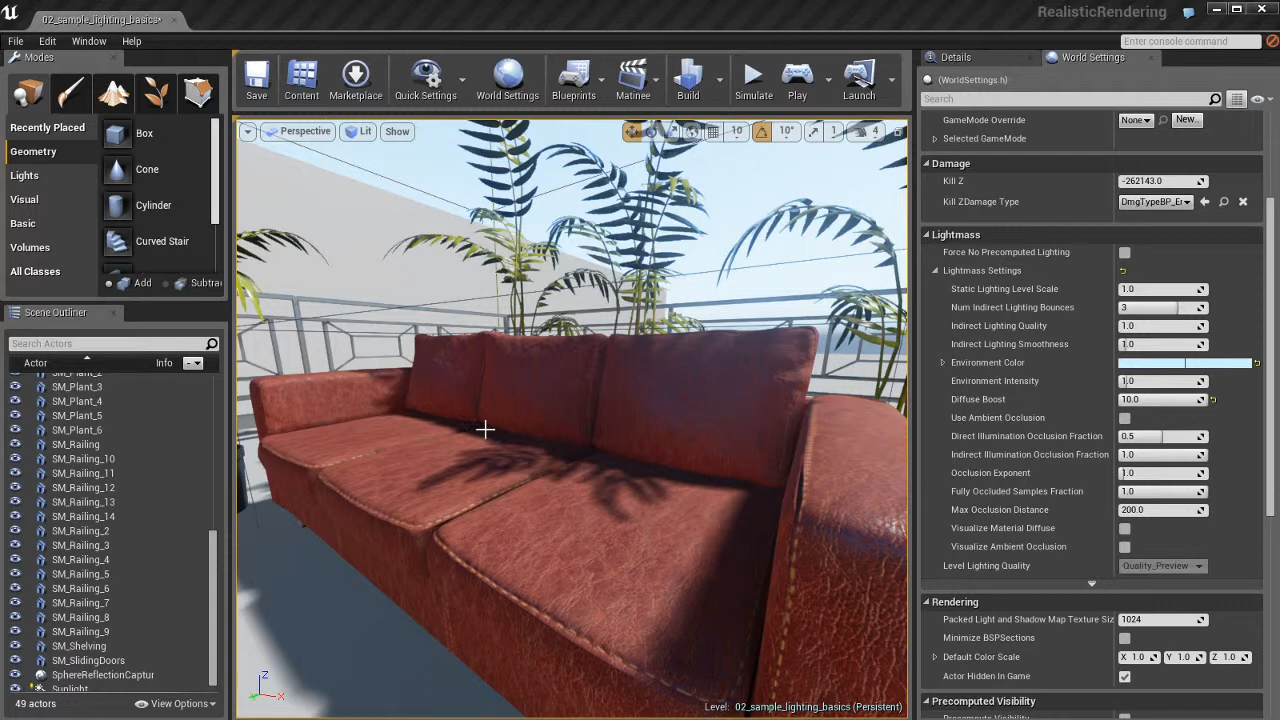 02_sample_lighting_basics*
RealisticRendering
File Edit Window Help
Enter console command
Modes
Recently Placed
Geometry
Lights
Visual
Basic
Volumes
All Classes
Box
Cone
Cylinder
Curved Stair
Add
Subtra
Save
Content
Marketplace
Quick Settings
World Settings
Blueprints
Matinee
Build
Simulate
Play
Launch
Perspective Lit Show
10 10° 1 4
Scene Outliner
Search Actors
Actor Info
SM_Plant_2
SM_Plant_3
SM_Plant_4
SM_Plant_5
SM_Plant_6
SM_Railing
SM_Railing_10
SM_Railing_11
SM_Railing_12
SM_Railing_13
SM_Railing_14
SM_Railing_2
SM_Railing_3
SM_Railing_4
SM_Railing_5
SM_Railing_6
SM_Railing_7
SM_Railing_8
SM_Railing_9
SM_Shelving
SM_SlidingDoors
SphereReflectionCaptur
Sunlight
49 actors
View Options
Z
X
Level: 02_sample_lighting_basics (Persistent)
Details World Settings
(WorldSettings.h)
Search
GameMode Override None New..
Selected GameMode
Damage
Kill Z -262143.0
Kill ZDamage Type DmgTypeBP_Er
Lightmass
Force No Precomputed Lighting
Lightmass Settings
Static Lighting Level Scale 1.0
Num Indirect Lighting Bounces 3
Indirect Lighting Quality 1.0
Indirect Lighting Smoothness 1.0
Environment Color
Environment Intensity 1.0
Diffuse Boost 10.0
Use Ambient Occlusion
Direct Illumination Occlusion Fraction 0.5
Indirect Illumination Occlusion Fraction 1.0
Occlusion Exponent 1.0
Fully Occluded Samples Fraction 1.0
Max Occlusion Distance 200.0
Visualize Material Diffuse
Visualize Ambient Occlusion
Level Lighting Quality Quality_Preview
Rendering
Packed Light and Shadow Map Texture Siz 1024
Minimize BSPSections
Default Color Scale X 1.0 Y 1.0 Z 1.0
Actor Hidden In Game
Precomputed Visibility